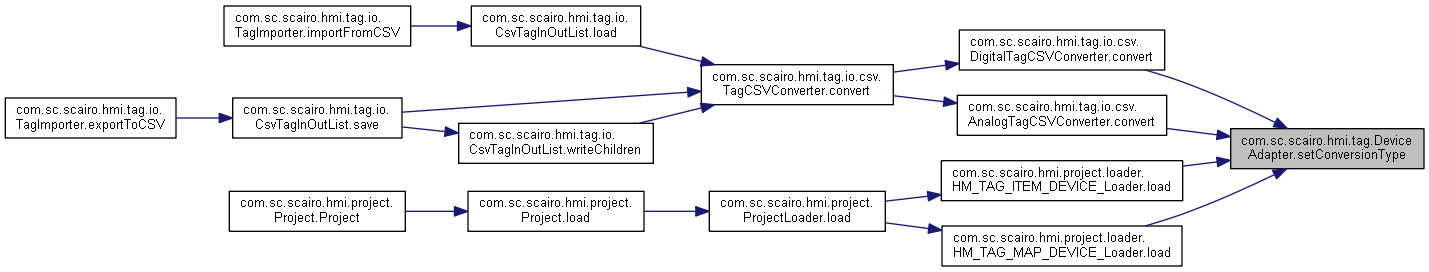 com.sc.scairo.hmi.tag.io.
TagImporter.importFromCSV
com.sc.scairo.hmi.tag.io.
CsvTagInOutList.load
com.sc.scairo.hmi.tag.io.csv.
DigitalTagCSVConverter.convert
com.sc.scairo.hmi.tag.io.csv.
TagCSVConverter.convert
com.sc.scairo.hmi.tag.io.
TagImporter.exportToCSV
com.sc.scairo.hmi.tag.io.
CsvTagInOutList.save
com.sc.scairo.hmi.tag.io.csv.
AnalogTagCSVConverter.convert
com.sc.scairo.hmi.tag.io.
CsvTagInOutList.writeChildren
com.sc.scairo.hmi.tag.Device
Adapter.setConversionType
com.sc.scairo.hmi.project.loader.
HM_TAG_ITEM_DEVICE_Loader.load
com.sc.scairo.hmi.project.
Project.Project
com.sc.scairo.hmi.project.
Project.load
com.sc.scairo.hmi.project.
ProjectLoader.load
com.sc.scairo.hmi.project.loader.
HM_TAG_MAP_DEVICE_Loader.load